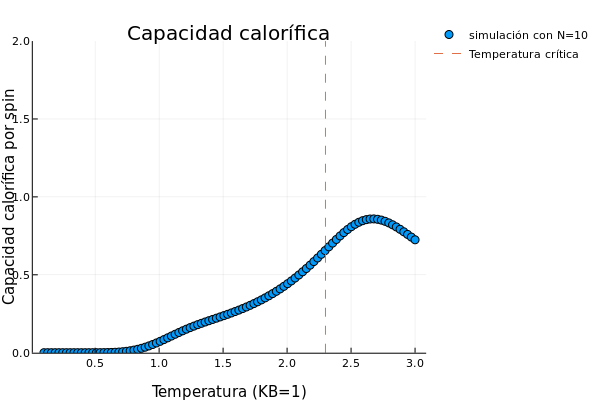 Capacidad calorífica
simulación con N=10
Temperatura crítica
Capacidad calorífica por spin
2.0
1.5
1.0
0.5
0.0
0.5
1.0
1.5
2.0
2.5
3.0
Temperatura (KB=1)